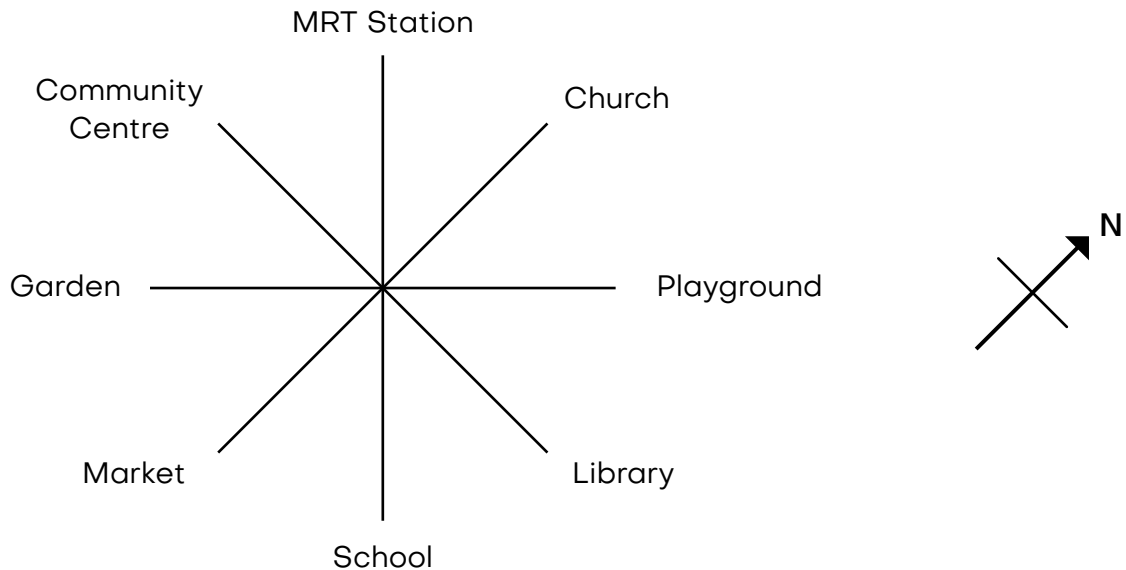 MRT Station
Community
Centre
Church
N
Garden
Playground
Market
Library
School